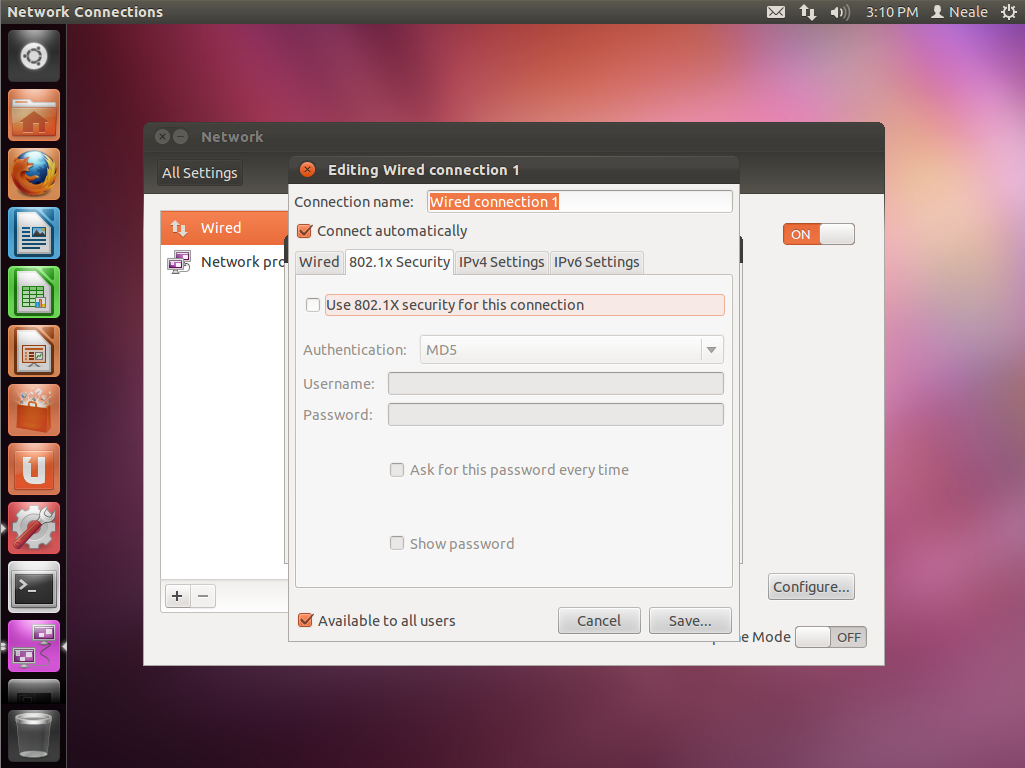 Network Connections
3:10 PM Neale
Network
All Settings
Editing Wired connection 1
Connection name: Wired connection 1
Wired
ON
Connect automatically
Network pro
Wired 802.1x Security IPv4 Settings IPv6 Settings
Use 802.1X security for this connection
Authentication: MD5
Username:
Password:
Ask for this password every time
Show password
Configure...
Available to all users Cancel Save...
e Mode OFF